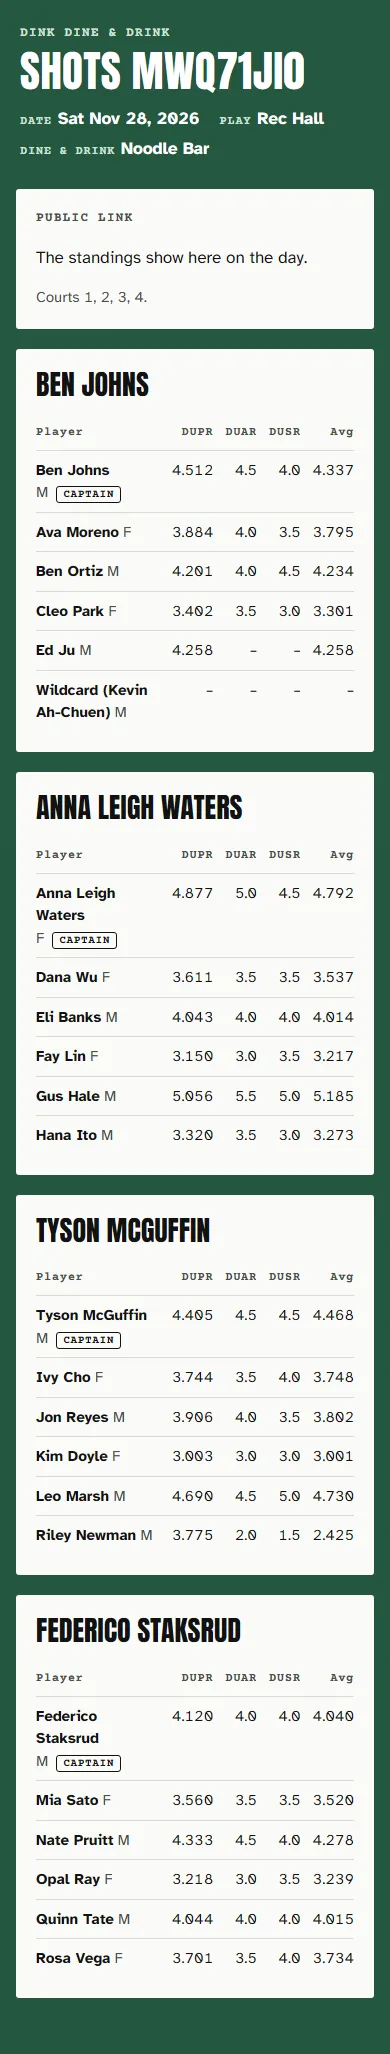 DINK DINE & DRINK
SHOTS MWQ71JIO
DATE Sat Nov 28, 2026 PLAY Rec Hall
DINE & DRINK Noodle Bar
PUBLIC LINK
The standings show here on the day.
Courts 1, 2, 3, 4.
BEN JOHNS
Player DUPR DUAR DUSR Avg
Ben Johns 4.512 4.5 4.0 4.337
M CAPTAIN
Ava Moreno F 3.884 4.0 3.5 3.795
Ben Ortiz M 4.201 4.0 4.5 4.234
Cleo Park F 3.402 3.5 3.0 3.301
Ed Ju M 4.258 – – 4.258
Wildcard (Kevin – – – –
Ah-Chuen) M
ANNA LEIGH WATERS
Player DUPR DUAR DUSR Avg
Anna Leigh 4.877 5.0 4.5 4.792
Waters
F CAPTAIN
Dana Wu F 3.611 3.5 3.5 3.537
Eli Banks M 4.043 4.0 4.0 4.014
Fay Lin F 3.150 3.0 3.5 3.217
Gus Hale M 5.056 5.5 5.0 5.185
Hana Ito M 3.320 3.5 3.0 3.273
TYSON MCGUFFIN
Player DUPR DUAR DUSR Avg
Tyson McGuffin 4.405 4.5 4.5 4.468
M CAPTAIN
Ivy Cho F 3.744 3.5 4.0 3.748
Jon Reyes M 3.906 4.0 3.5 3.802
Kim Doyle F 3.003 3.0 3.0 3.001
Leo Marsh M 4.690 4.5 5.0 4.730
Riley Newman M 3.775 2.0 1.5 2.425
FEDERICO STAKSRUD
Player DUPR DUAR DUSR Avg
Federico 4.120 4.0 4.0 4.040
Staksrud
M CAPTAIN
Mia Sato F 3.560 3.5 3.5 3.520
Nate Pruitt M 4.333 4.5 4.0 4.278
Opal Ray F 3.218 3.0 3.5 3.239
Quinn Tate M 4.044 4.0 4.0 4.015
Rosa Vega F 3.701 3.5 4.0 3.734